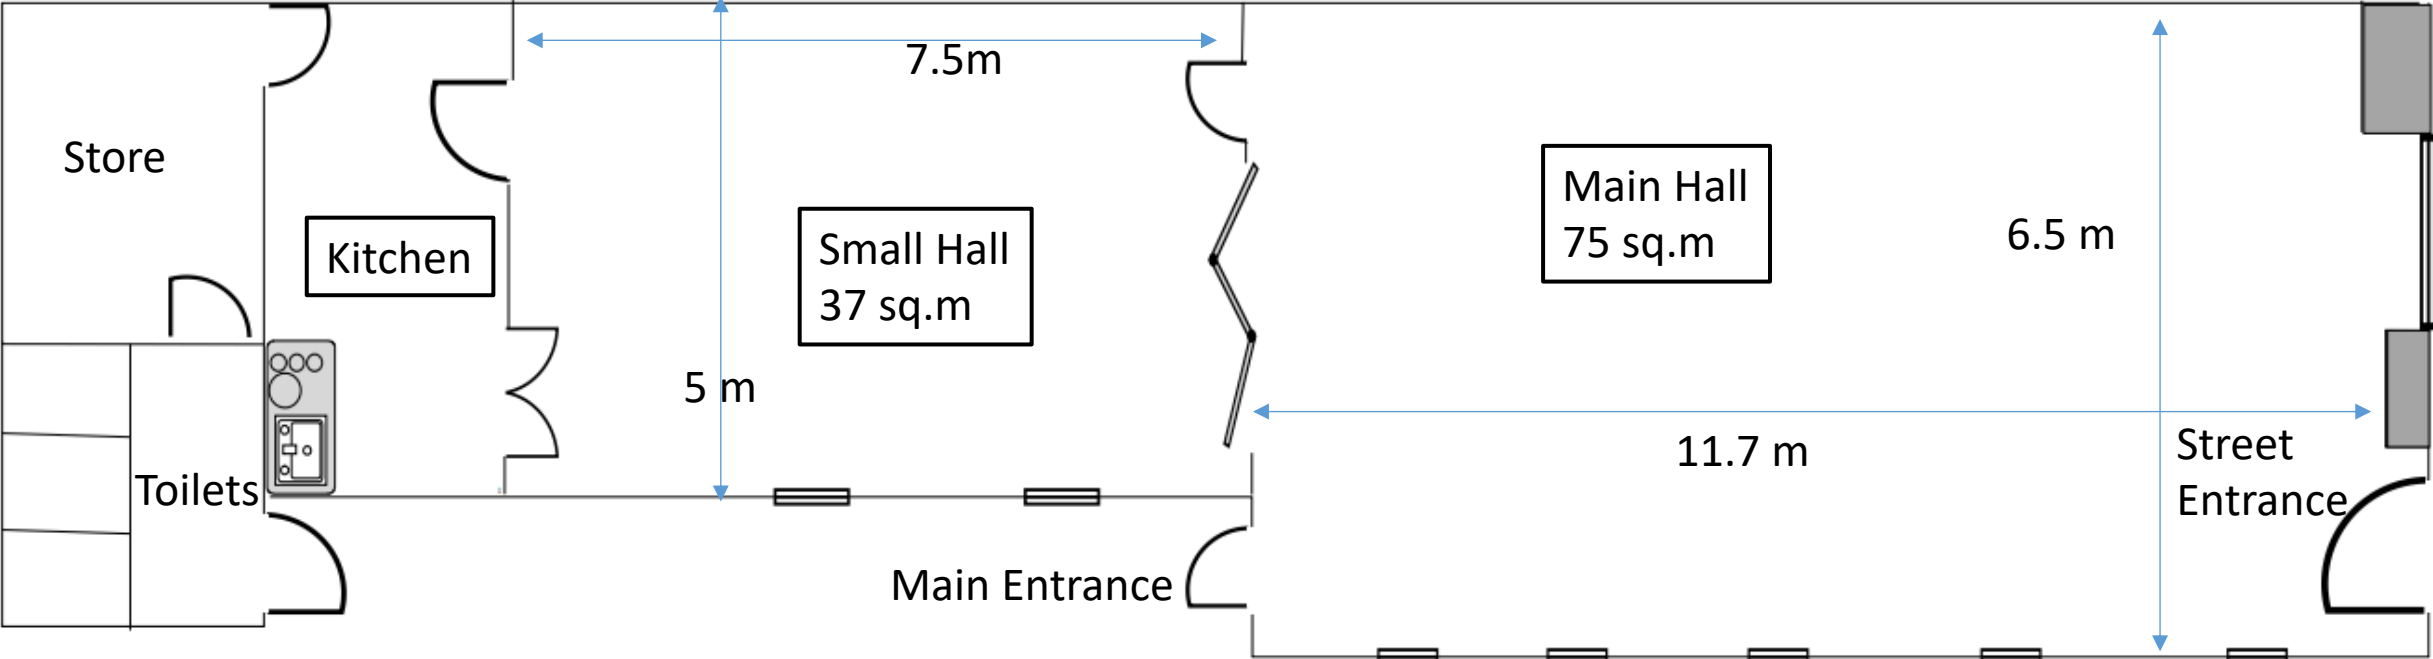 7.5m
Store
Kitchen
Small Hall
37 sq.m
Main Hall
75 sq.m
6.5 m
5 m
11.7 m
Street
Entrance
Toilets
Main Entrance